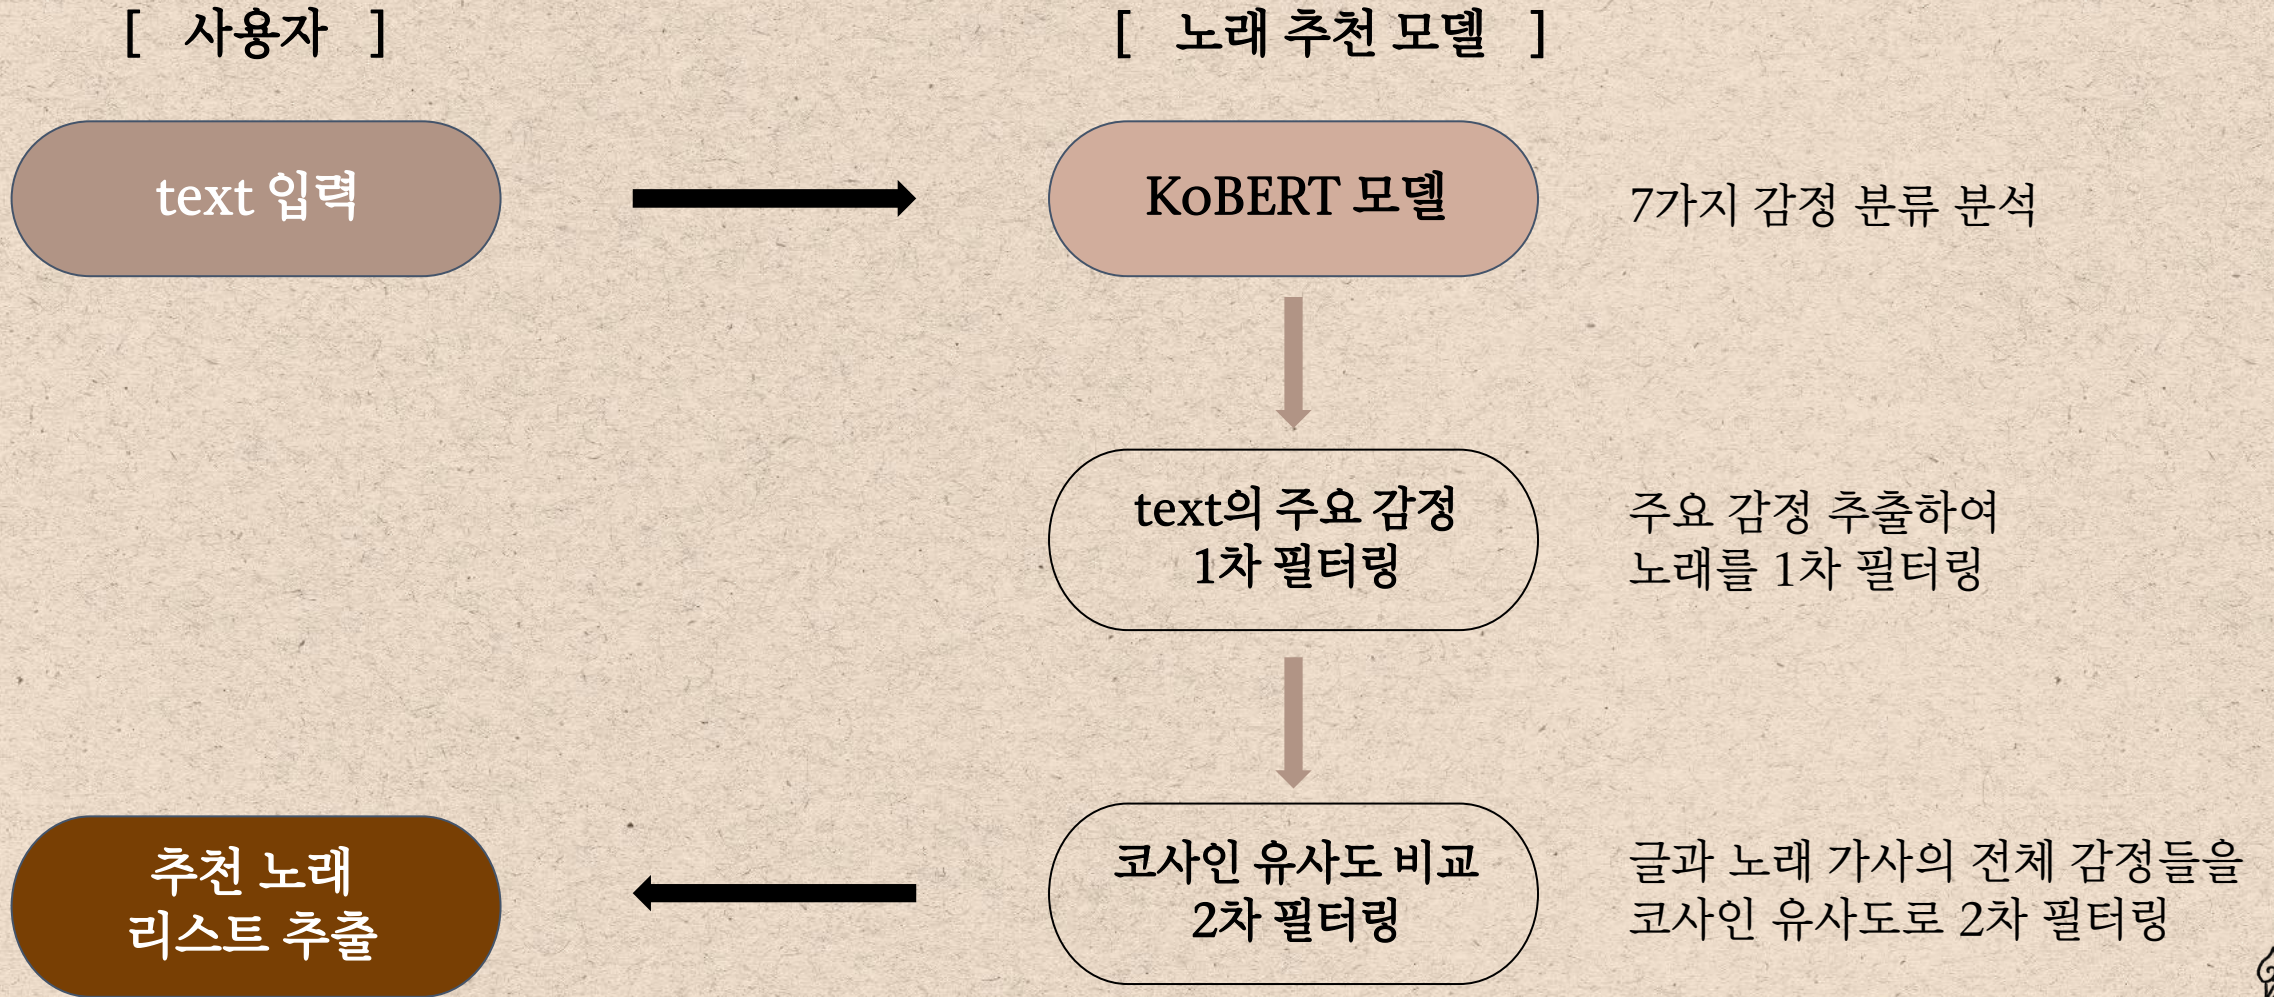 [ 사용자 ]
[ 노래 추천 모델 ]
text 입력
KoBERT 모델
7가지 감정 분류 분석
text의 주요 감정
1차 필터링
주요 감정 추출하여
노래를 1차 필터링
추천 노래
리스트 추출
코사인 유사도 비교
2차 필터링
글과 노래 가사의 전체 감정들을
코사인 유사도로 2차 필터링